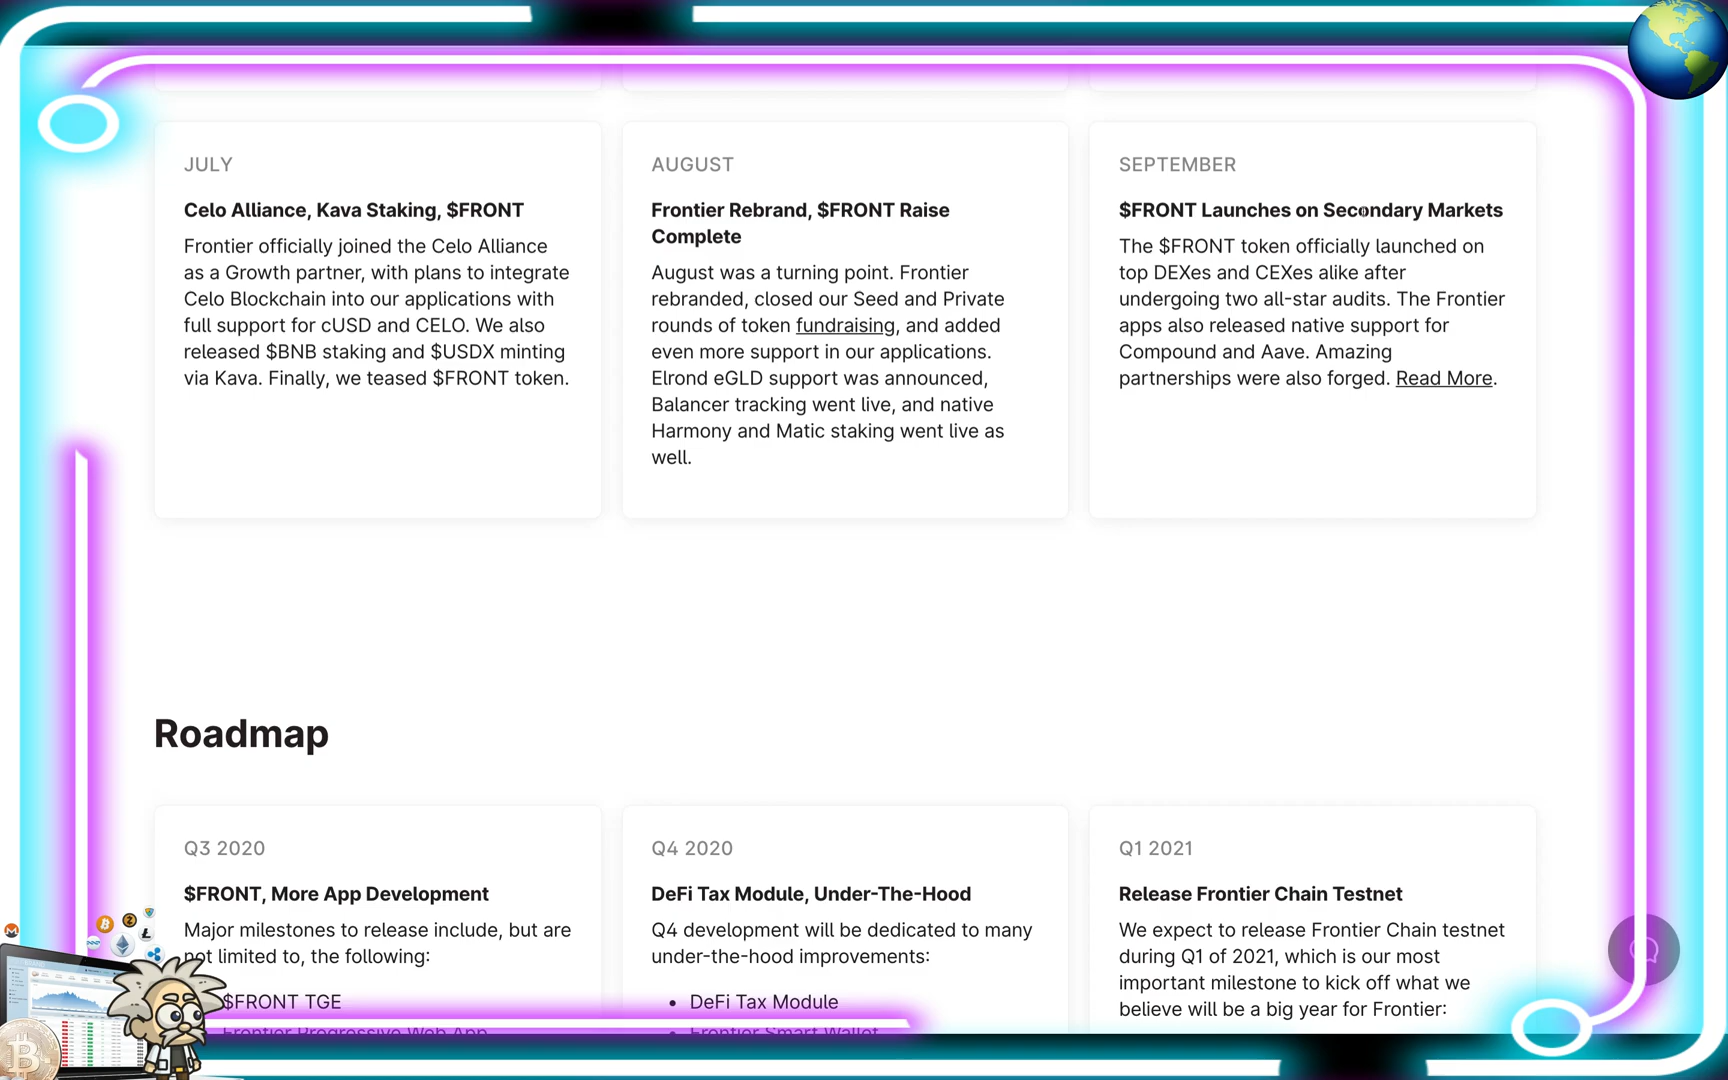 JULY
Celo Alliance, Kava Staking, $FRONT
Frontier officially joined the Celo Alliance
as a Growth partner, with plans to integrate
Celo Blockchain into our applications with
full support for cUSD and CELO. We also
released $BNB staking and $USDX minting
via Kava. Finally, we teased $FRONT token.
AUGUST
Frontier Rebrand, $FRONT Raise
Complete
August was a turning point. Frontier
rebranded, closed our Seed and Private
rounds of token fundraising, and added
even more support in our applications.
Elrond eGLD support was announced,
Balancer tracking went live, and native
Harmony and Matic staking went live as
well.
SEPTEMBER
$FRONT Launches on Secondary Markets
The $FRONT token officially launched on
top DEXes and CEXes alike after
undergoing two all-star audits. The Frontier
apps also released native support for
Compound and Aave. Amazing
partnerships were also forged. Read More.
Roadmap
Q3 2020
$FRONT, More App Development
Major milestones to release include, but are
not limited to, the following:
$FRONT TGE
Frontier Progressive Web App
Q4 2020
DeFi Tax Module, Under-The-Hood
Q4 development will be dedicated to many
under-the-hood improvements:
• DeFi Tax Module
• Frontier Smart Wallet
Q1 2021
Release Frontier Chain Testnet
We expect to release Frontier Chain testnet
during Q1 of 2021, which is our most
important milestone to kick off what we
believe will be a big year for Frontier: